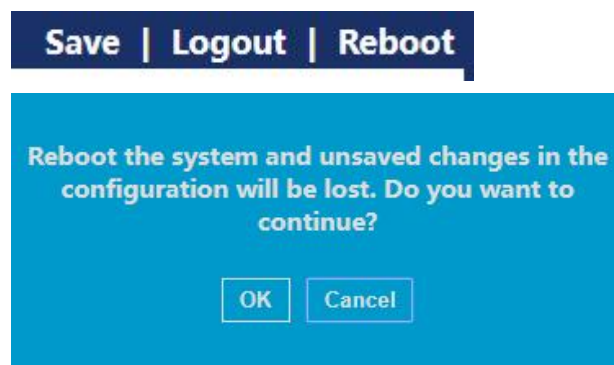 Save | Logout | Reboot
Reboot the system and unsaved changes in the
configuration will be lost. Do you want to
continue?
OK Cancel